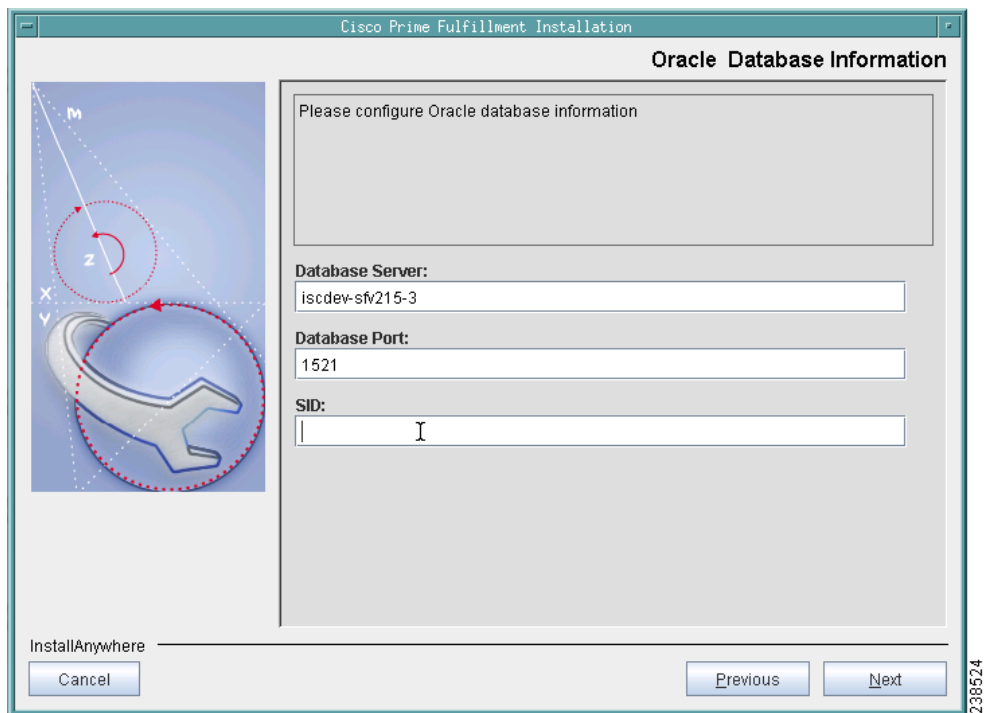 Cisco Prime Fulfillment Installation
Oracle Database Information
Please configure Oracle database information
M
Z
X
Y
Database Server:
iscdev-sfv215-3
Database Port:
1521
SID:
InstallAnywhere
Cancel
Previous
Next
238524